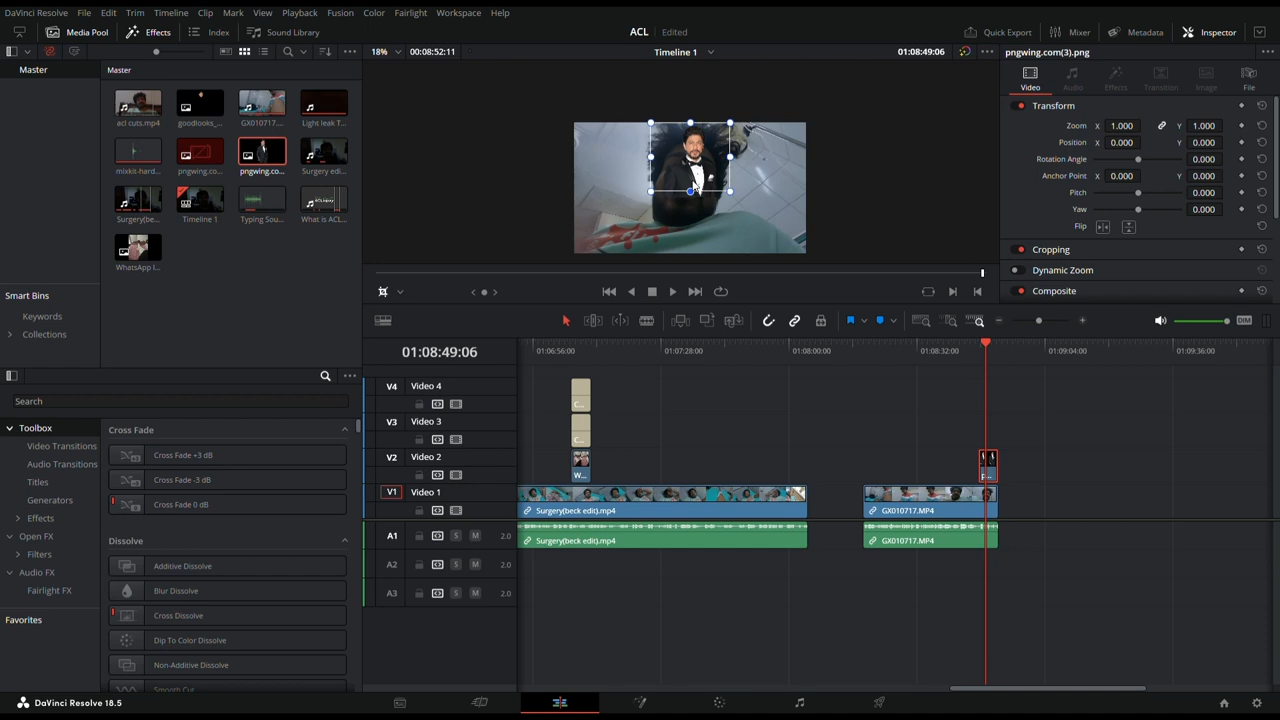 DaVinci Resolve File Edit Trim Timeline Clip Mark View Playback Fusion Color Fairlight Workspace Help
Media Pool Effects Index Sound Library ACL Edited Quick Export Mixer Metadata Inspector
18% 00:08:52:11 Timeline 1 01:08:49:06 pngwing.com(3).png
Master
Master
acl cuts.mp4 goodlooks_... GX010717.... Light leak T...
mixkit-hard... pngwing.co... pngwing.co... Surgery edi...
Surgery(be... Timeline 1 Typing Sou... What is ACL...
WhatsApp I...
Smart Bins
Keywords
Collections
Video Audio Effects Transition Image File
Transform
Zoom X 1.000 Y 1.000
Position X 0.000 Y 0.000
Rotation Angle 0.000
Anchor Point X 0.000 Y 0.000
Pitch 0.000
Yaw 0.000
Flip
Cropping
Dynamic Zoom
Composite
DIM
01:08:49:06
01:06:56:00 01:07:28:00 01:08:00:00 01:08:32:00 01:09:04:00 01:09:36:00
V4 Video 4
C...
V3 Video 3
C...
V2 Video 2
W... p...
V1 Video 1
Surgery(beck edit).mp4 GX010717.MP4
A1 S M 2.0 Surgery(beck edit).mp4 GX010717.MP4
A2 S M 2.0
A3 S M 2.0
Search
Toolbox
Video Transitions
Audio Transitions
Titles
Generators
Effects
Open FX
Filters
Audio FX
Fairlight FX
Favorites
Cross Fade
Cross Fade +3 dB
Cross Fade -3 dB
Cross Fade 0 dB
Dissolve
Additive Dissolve
Blur Dissolve
Cross Dissolve
Dip To Color Dissolve
Non-Additive Dissolve
Smooth Cut
DaVinci Resolve 18.5